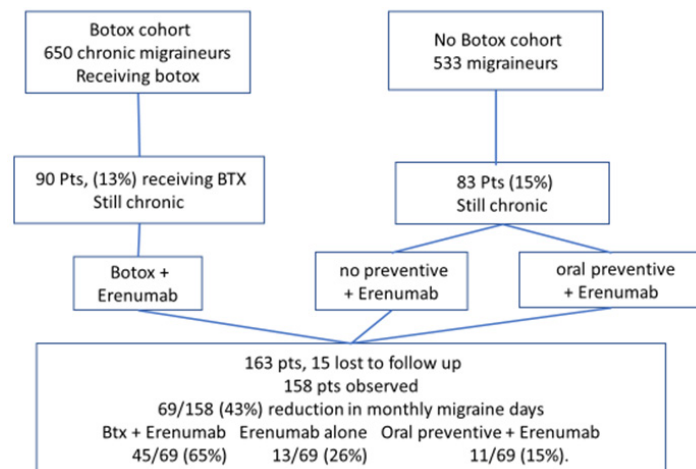 Botox cohort
650 chronic migraineurs
Receiving botox
No Botox cohort
533 migraineurs
90 Pts, (13%) receiving BTX
Still chronic
83 Pts (15%)
Still chronic
Botox +
Erenumab
no preventive
+ Erenumab
oral preventive
+ Erenumab
163 pts, 15 lost to follow up
158 pts observed
69/158 (43%) reduction in monthly migraine days
Btx + Erenumab Erenumab alone Oral preventive + Erenumab
45/69 (65%) 13/69 (26%) 11/69 (15%).